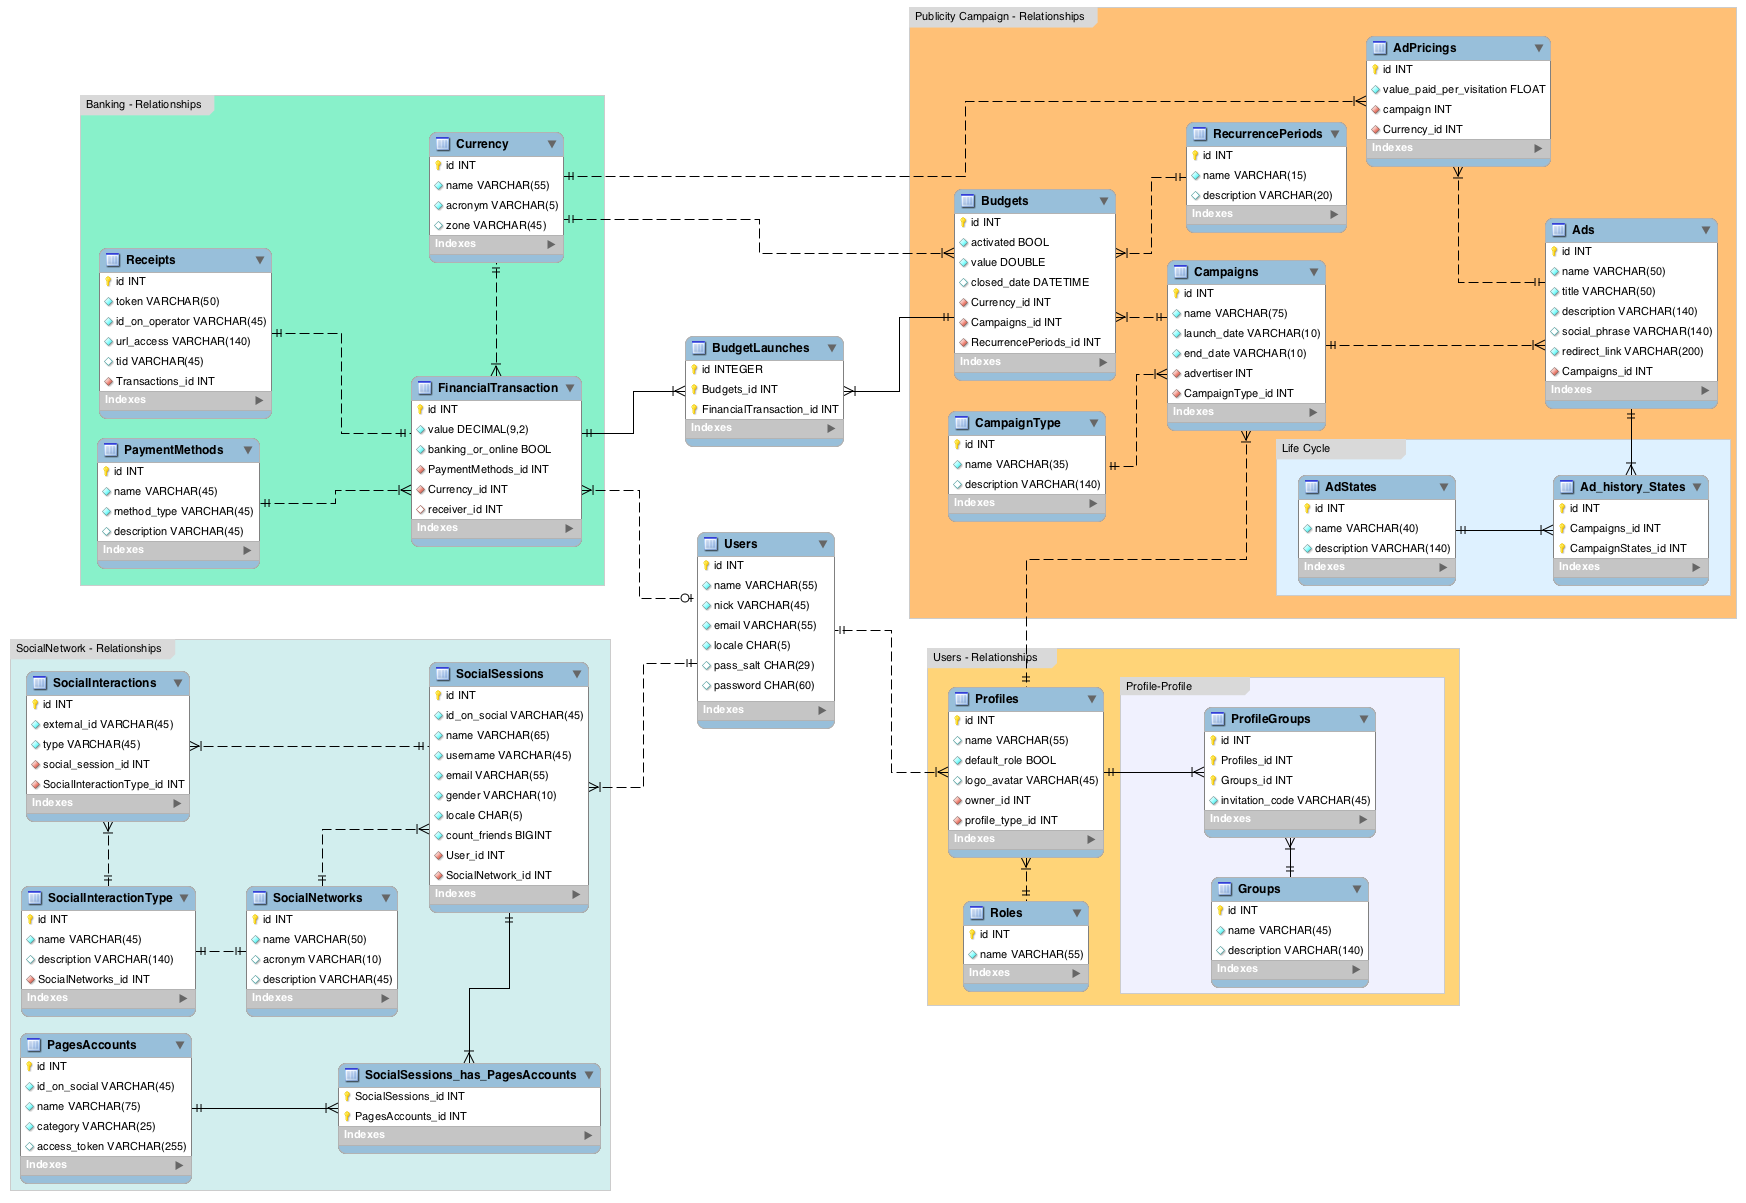 Publicity Campaign - Relationships
AdPricings
id INT
value_paid_per_visitation FLOAT
campaign INT
Currency_id INT
Indexes
RecurrencePeriods
id INT
name VARCHAR(15)
description VARCHAR(20)
Indexes
Budgets
id INT
activated BOOL
value DOUBLE
closed_date DATETIME
Currency_id INT
Campaigns_id INT
RecurrencePeriods_id INT
Indexes
Campaigns
id INT
name VARCHAR(75)
launch_date VARCHAR(10)
end_date VARCHAR(10)
advertiser INT
CampaignType_id INT
Indexes
Ads
id INT
name VARCHAR(50)
title VARCHAR(50)
description VARCHAR(140)
social_phrase VARCHAR(140)
redirect_link VARCHAR(200)
Campaigns_id INT
Indexes
CampaignType
id INT
name VARCHAR(35)
description VARCHAR(140)
Indexes
Life Cycle
AdStates
id INT
name VARCHAR(40)
description VARCHAR(140)
Indexes
Ad_history_States
id INT
Campaigns_id INT
CampaignStates_id INT
Indexes
Banking - Relationships
Currency
id INT
name VARCHAR(55)
acronym VARCHAR(5)
zone VARCHAR(45)
Indexes
Receipts
id INT
token VARCHAR(50)
id_on_operator VARCHAR(45)
url_access VARCHAR(140)
tid VARCHAR(45)
Transactions_id INT
Indexes
FinancialTransaction
id INT
value DECIMAL(9,2)
banking_or_online BOOL
PaymentMethods_id INT
Currency_id INT
receiver_id INT
Indexes
PaymentMethods
id INT
name VARCHAR(45)
method_type VARCHAR(45)
description VARCHAR(45)
Indexes
BudgetLaunches
id INTEGER
Budgets_id INT
FinancialTransaction_id INT
Indexes
Users
id INT
name VARCHAR(55)
nick VARCHAR(45)
email VARCHAR(55)
locale CHAR(5)
pass_salt CHAR(29)
password CHAR(60)
Indexes
SocialNetwork - Relationships
SocialInteractions
id INT
external_id VARCHAR(45)
type VARCHAR(45)
social_session_id INT
SocialInteractionType_id INT
Indexes
SocialSessions
id INT
id_on_social VARCHAR(45)
name VARCHAR(65)
username VARCHAR(45)
email VARCHAR(55)
gender VARCHAR(10)
locale CHAR(5)
count_friends BIGINT
User_id INT
SocialNetwork_id INT
Indexes
SocialInteractionType
id INT
name VARCHAR(45)
description VARCHAR(140)
SocialNetworks_id INT
Indexes
SocialNetworks
id INT
name VARCHAR(50)
acronym VARCHAR(10)
description VARCHAR(45)
Indexes
PagesAccounts
id INT
id_on_social VARCHAR(45)
name VARCHAR(75)
category VARCHAR(25)
access_token VARCHAR(255)
Indexes
SocialSessions_has_PagesAccounts
SocialSessions_id INT
PagesAccounts_id INT
Indexes
Users - Relationships
Profiles
id INT
name VARCHAR(55)
default_role BOOL
logo_avatar VARCHAR(45)
owner_id INT
profile_type_id INT
Indexes
Roles
id INT
name VARCHAR(55)
Indexes
Profile-Profile
ProfileGroups
id INT
Profiles_id INT
Groups_id INT
invitation_code VARCHAR(45)
Indexes
Groups
id INT
name VARCHAR(45)
description VARCHAR(140)
Indexes